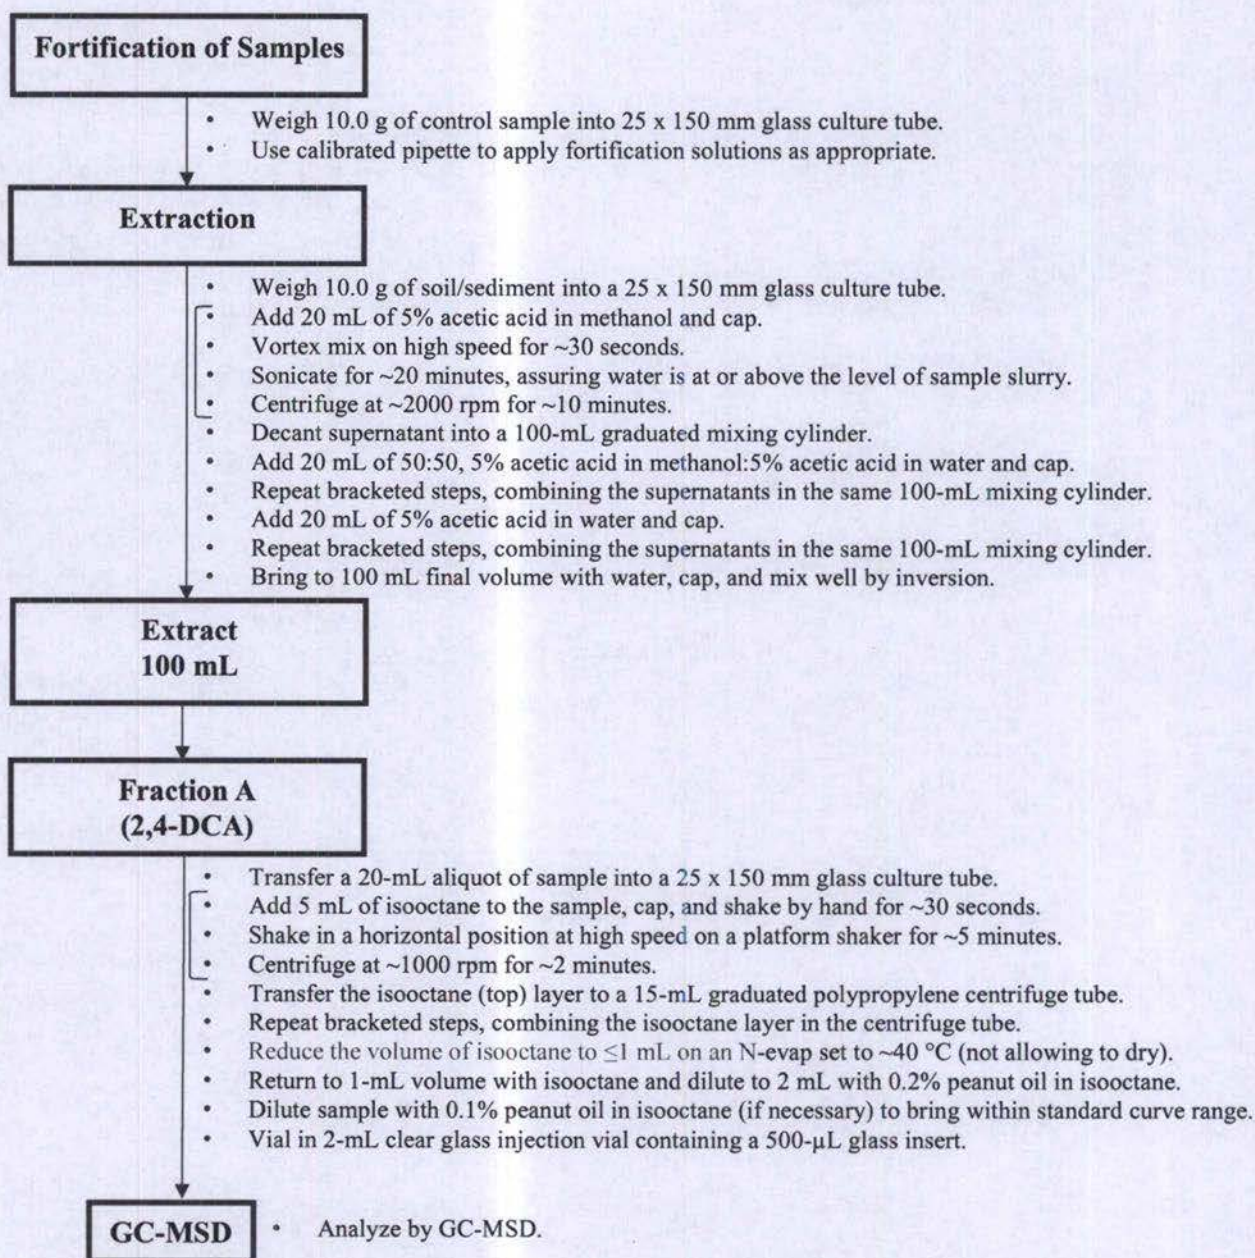 Fortification of Samples
• Weigh 10.0 g of control sample into 25 x 150 mm glass culture tube.
• Use calibrated pipette to apply fortification solutions as appropriate.
Extraction
• Weigh 10.0 g of soil/sediment into a 25 x 150 mm glass culture tube.
• Add 20 mL of 5% acetic acid in methanol and cap.
• Vortex mix on high speed for ~30 seconds.
• Sonicate for ~20 minutes, assuring water is at or above the level of sample slurry.
• Centrifuge at ~2000 rpm for ~10 minutes.
• Decant supernatant into a 100-mL graduated mixing cylinder.
• Add 20 mL of 50:50, 5% acetic acid in methanol:5% acetic acid in water and cap.
• Repeat bracketed steps, combining the supernatants in the same 100-mL mixing cylinder.
• Add 20 mL of 5% acetic acid in water and cap.
• Repeat bracketed steps, combining the supernatants in the same 100-mL mixing cylinder.
• Bring to 100 mL final volume with water, cap, and mix well by inversion.
Extract
100 mL
Fraction A
(2,4-DCA)
• Transfer a 20-mL aliquot of sample into a 25 x 150 mm glass culture tube.
• Add 5 mL of isooctane to the sample, cap, and shake by hand for ~30 seconds.
• Shake in a horizontal position at high speed on a platform shaker for ~5 minutes.
• Centrifuge at ~1000 rpm for ~2 minutes.
• Transfer the isooctane (top) layer to a 15-mL graduated polypropylene centrifuge tube.
• Repeat bracketed steps, combining the isooctane layer in the centrifuge tube.
• Reduce the volume of isooctane to ≤1 mL on an N-evap set to ~40 °C (not allowing to dry).
• Return to 1-mL volume with isooctane and dilute to 2 mL with 0.2% peanut oil in isooctane.
• Dilute sample with 0.1% peanut oil in isooctane (if necessary) to bring within standard curve range.
• Vial in 2-mL clear glass injection vial containing a 500-µL glass insert.
GC-MSD • Analyze by GC-MSD.